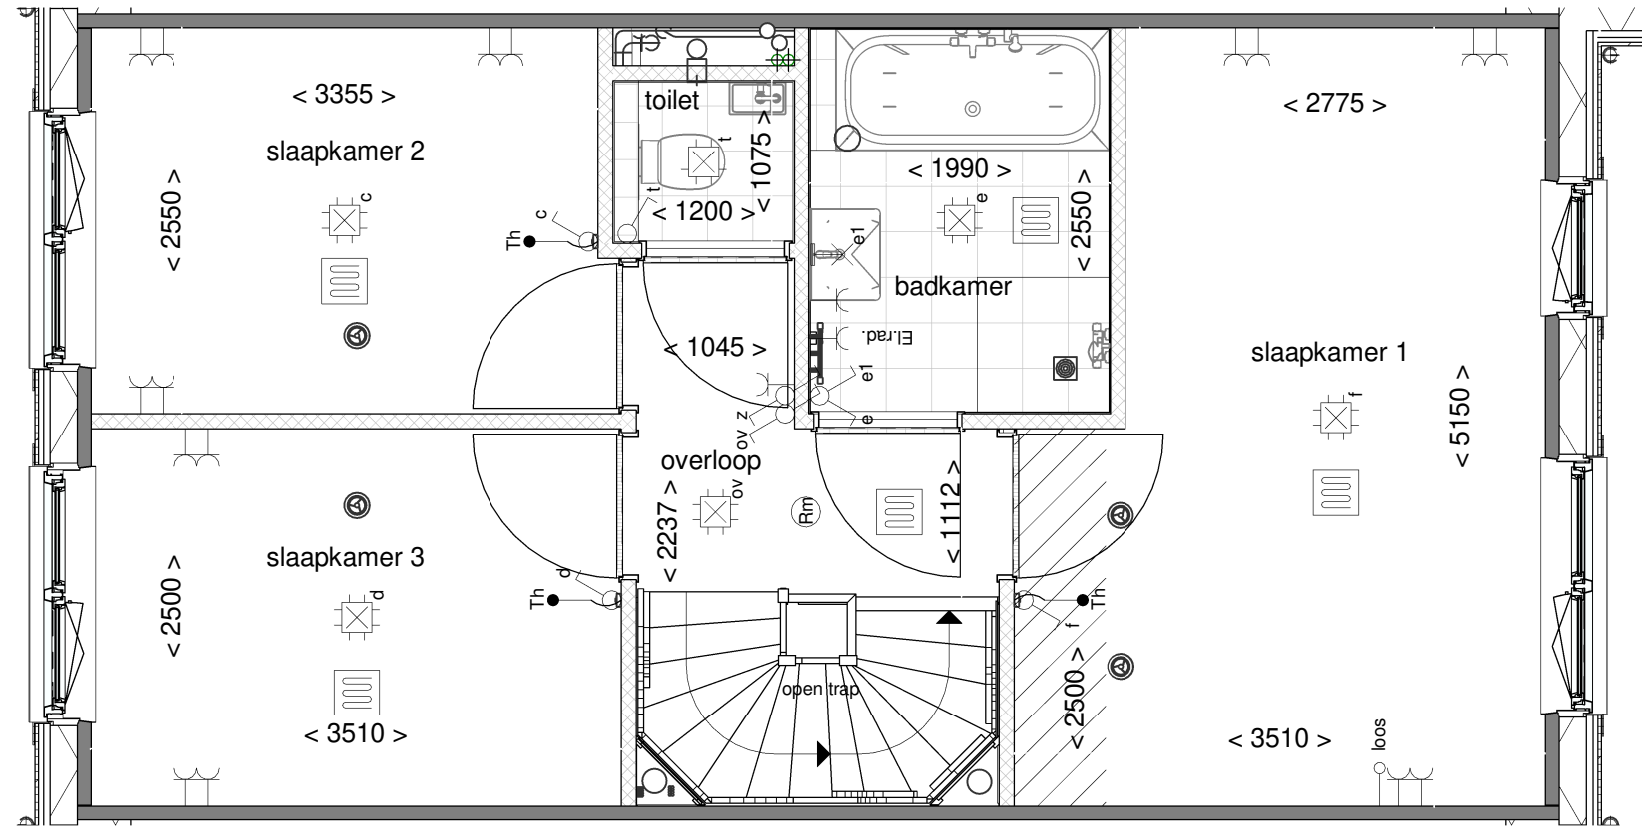 < 3355 >
slaapkamer 2
< 2550 >
c
c
Th
toilet
t
< 1075 >
t
< 1200 >
< 1990 >
e
< 2550 >
e1
badkamer
El.rad.
< 1045 >
e1
e
z
ov
overloop
ov
Rm
< 2237 >
< 1112 >
< 2775 >
slaapkamer 1
f
< 5150 >
slaapkamer 3
d
Th
d
< 2500 >
< 3510 >
open trap
Th
f
< 2500 >
< 3510 >
loos